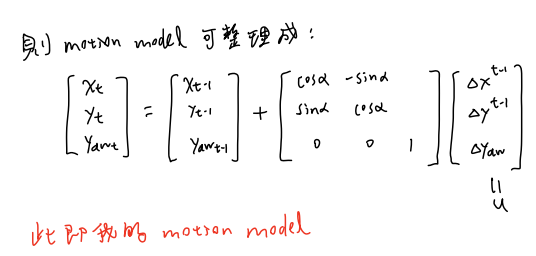 則 motion model 可整理成：
[xt yt yawt] = [xt-1 yt-1 yawt-1] + [cosα -sinα; sinα cosα; 0 0 1] [Δx^t-1 Δy^t-1 Δyaw]
||
u
此即我的 motion model